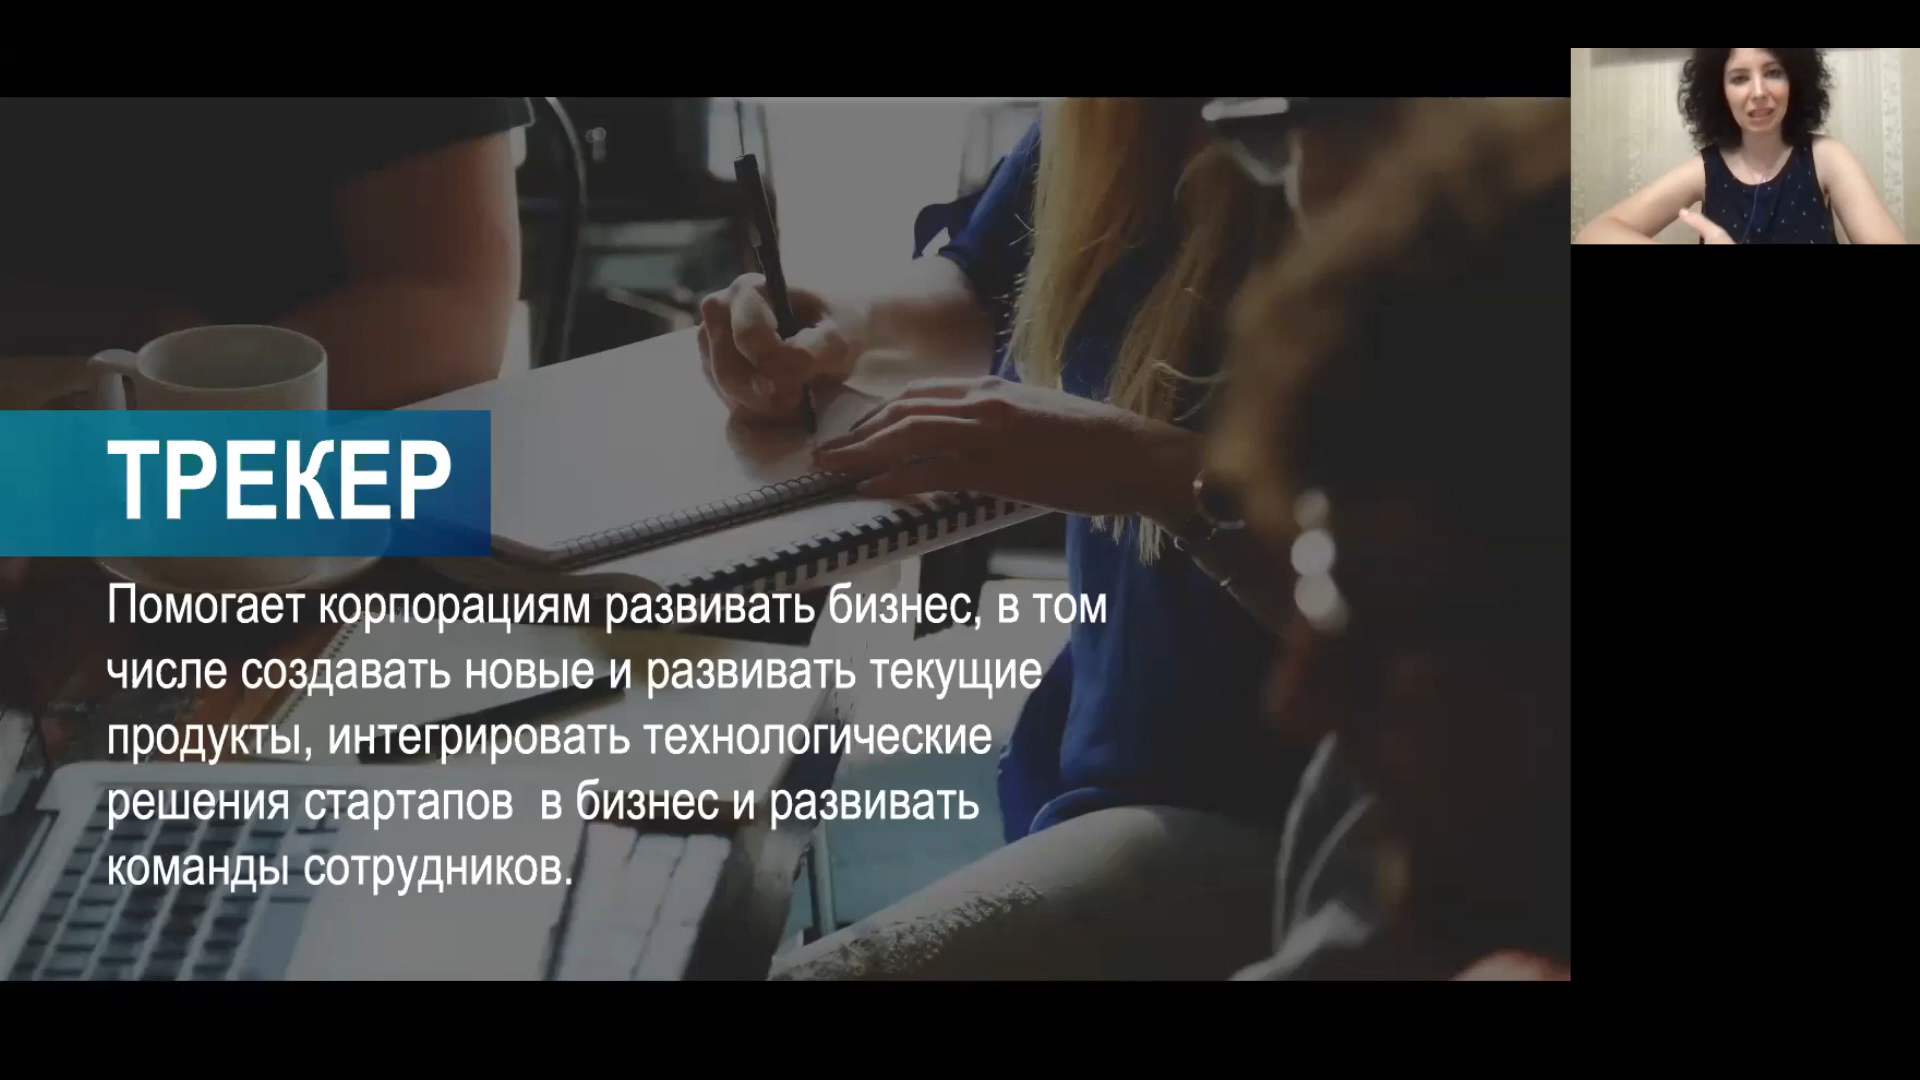 ТРЕКЕР
Помогает корпорациям развивать бизнес, в том
числе создавать новые и развивать текущие
продукты, интегрировать технологические
решения стартапов в бизнес и развивать
команды сотрудников.